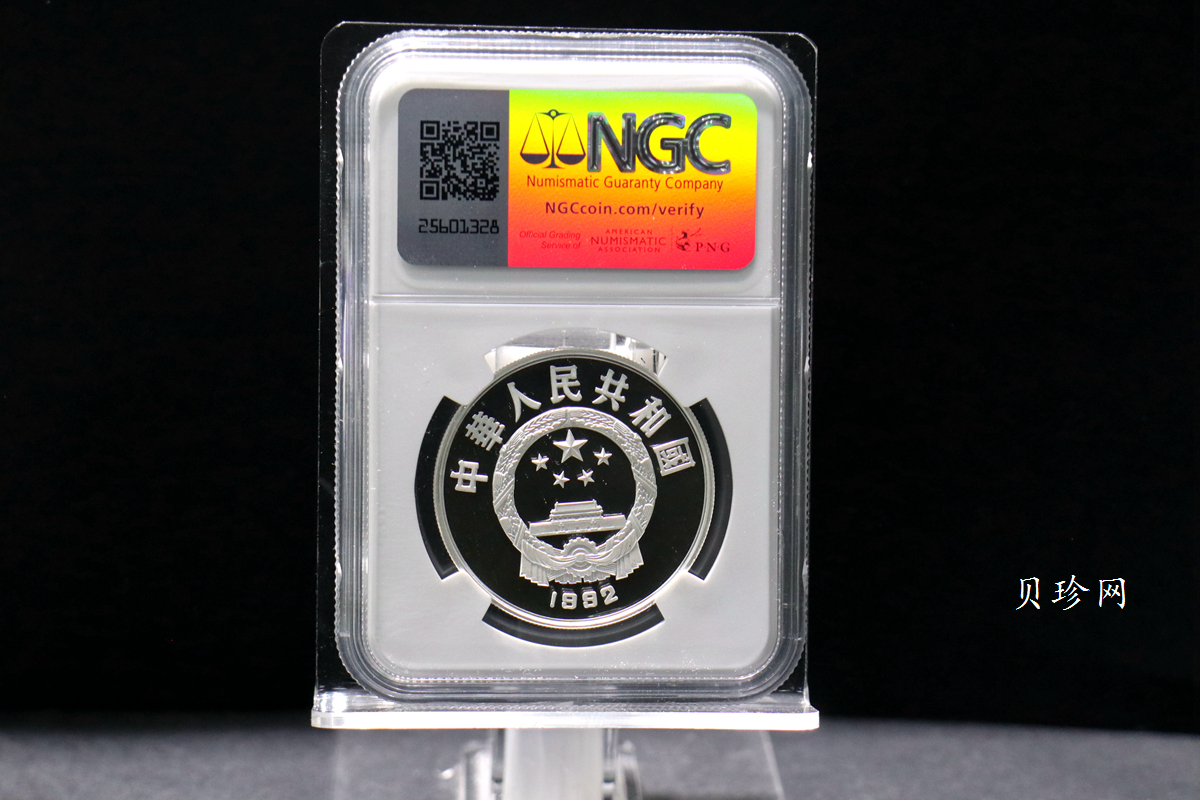 NGC
Numismatic Guaranty Company
NGCcoin.com/verify
25601328
Official Grading
Service of
AMERICAN
NUMISMATIC
ASSOCIATION
PNG
中華人民共和國
1992
贝珍网